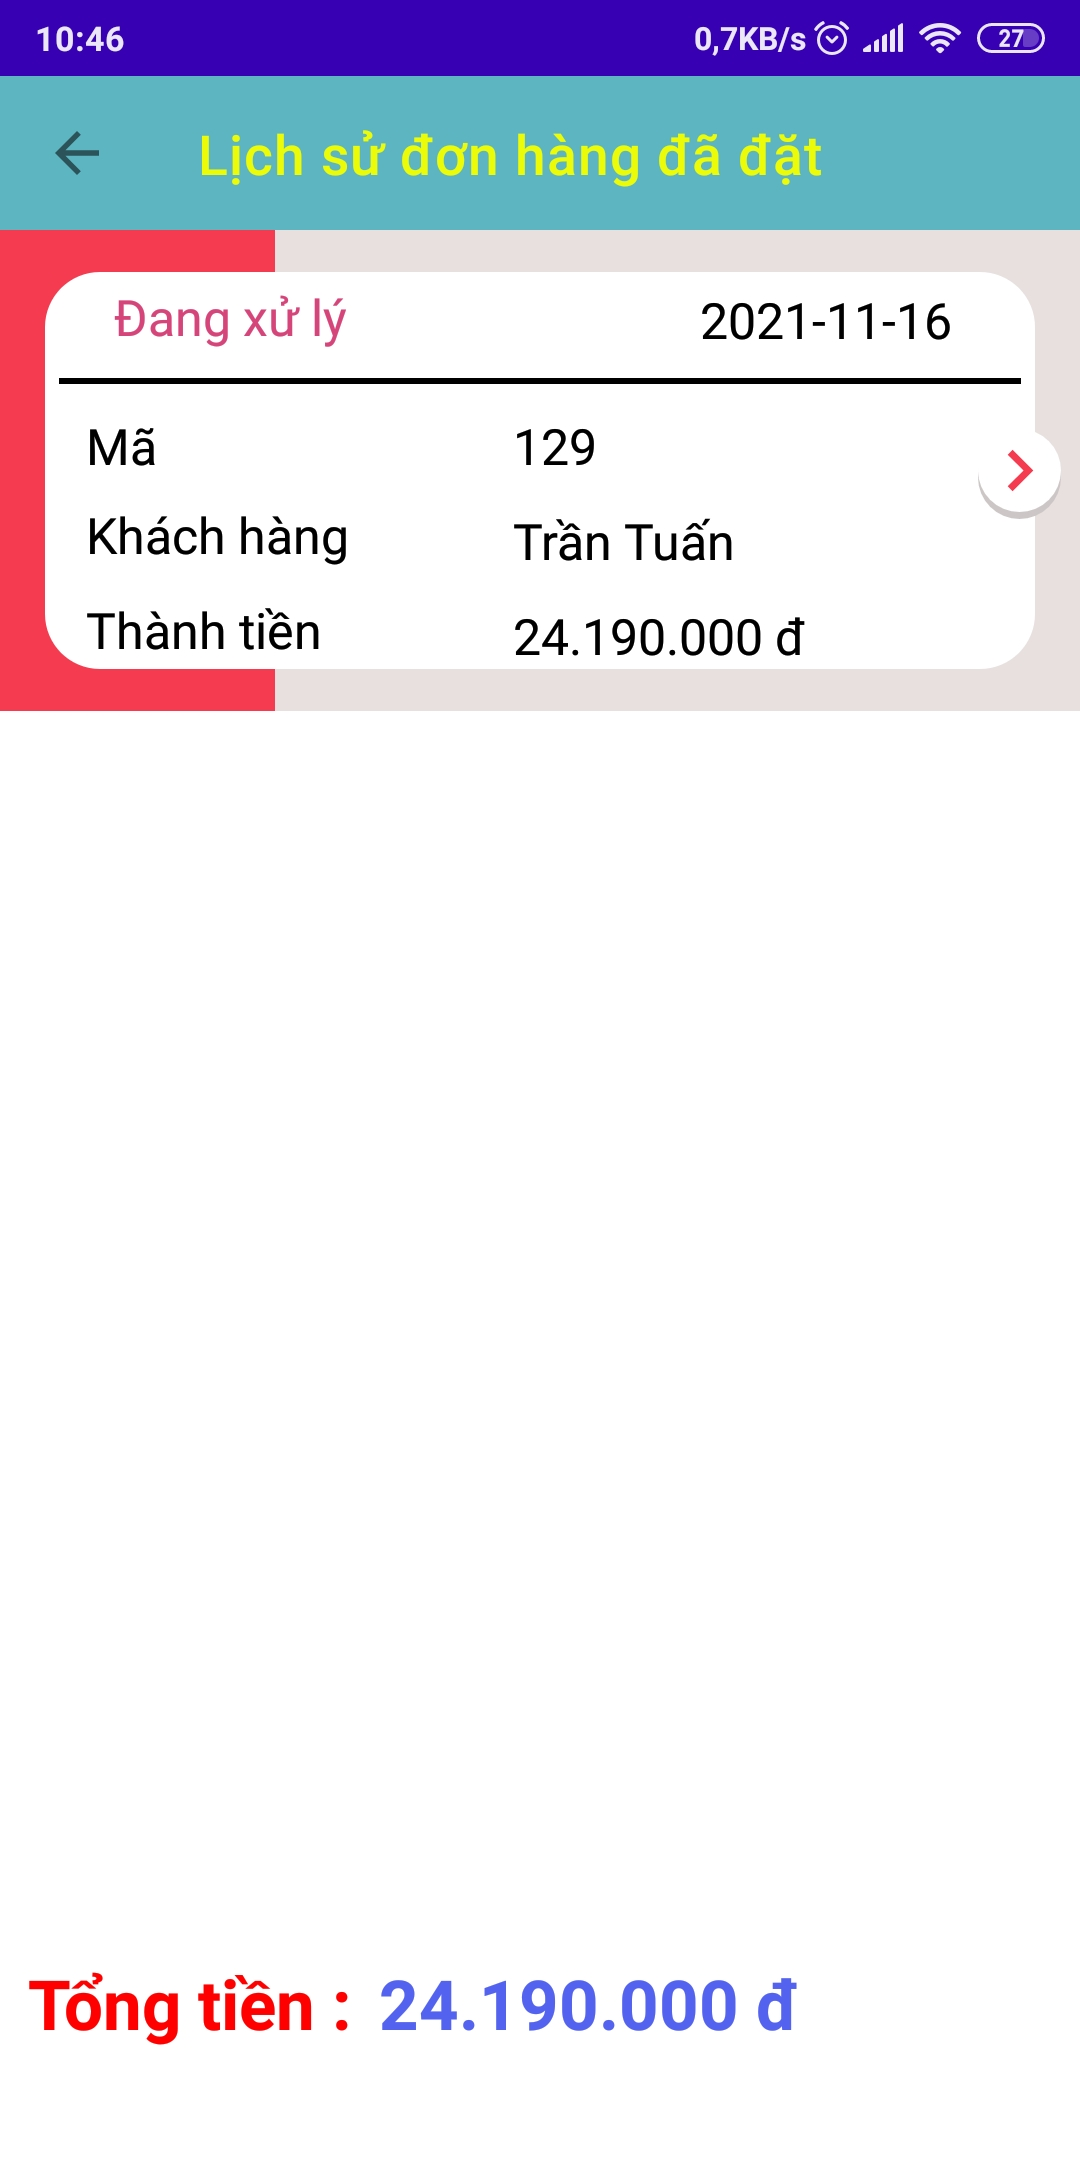 10:46 0,7KB/s 27
Lịch sử đơn hàng đã đặt
Đang xử lý 2021-11-16
Mã 129
Khách hàng Trần Tuấn
Thành tiền 24.190.000 đ
Tổng tiền : 24.190.000 đ